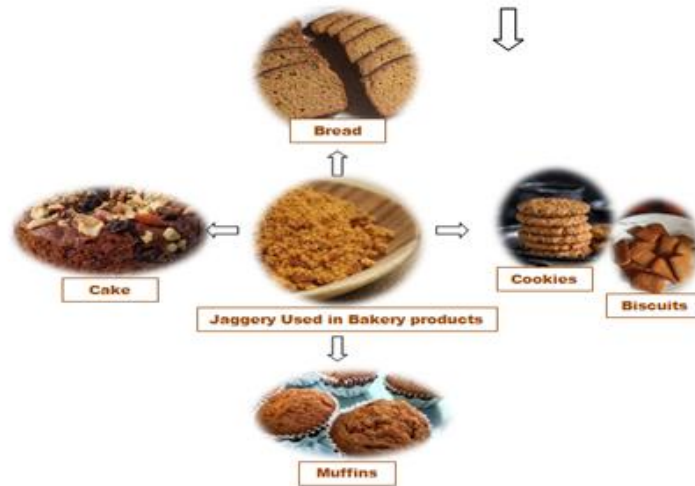 Bread
Cookies
Cake
Biscuits
Jaggery Used in Bakery products
Muffins